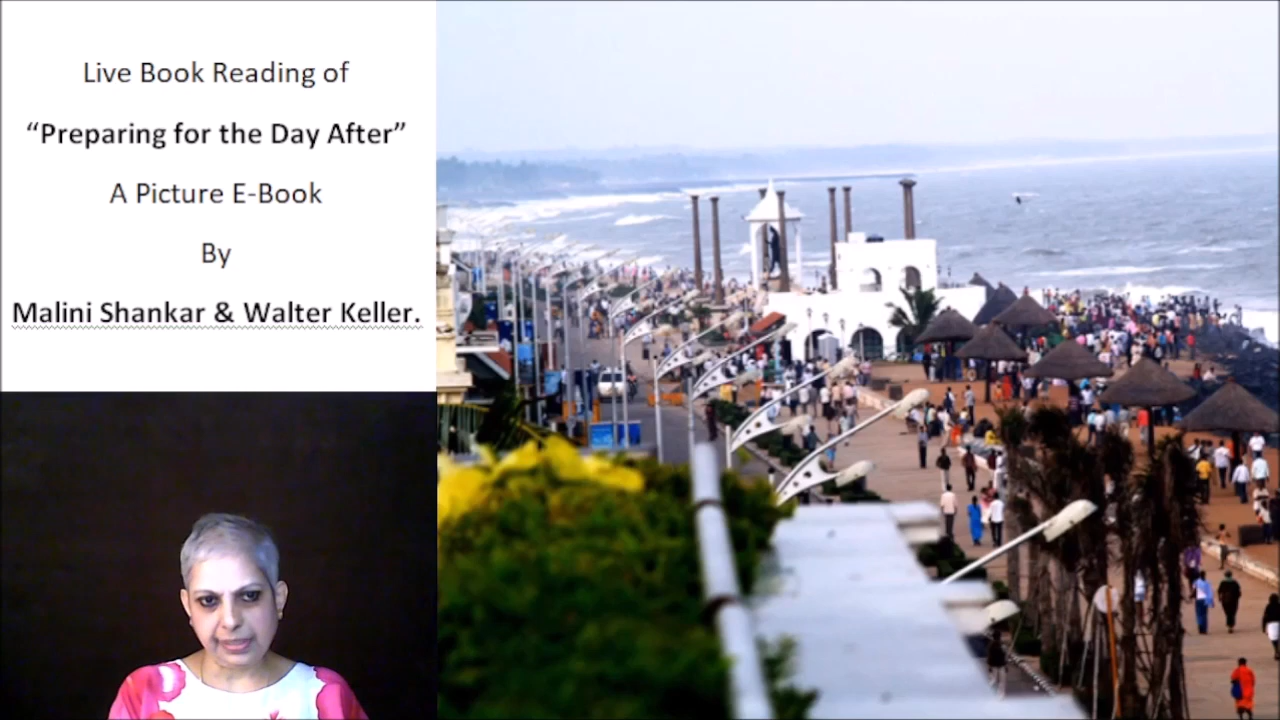 Live Book Reading of
“Preparing for the Day After”
A Picture E-Book
By
Malini Shankar & Walter Keller.